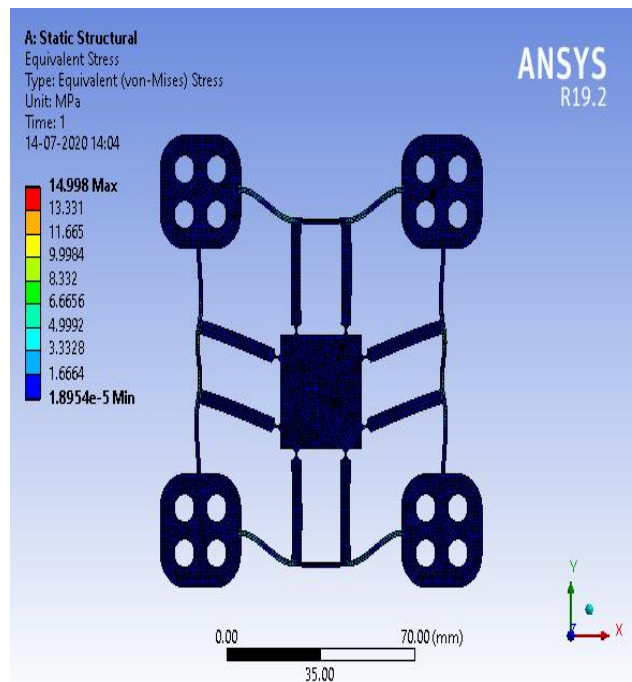 A: Static Structural
Equivalent Stress
Type: Equivalent (von-Mises) Stress
Unit: MPa
Time: 1
14-07-2020 14:04
ANSYS
R19.2
14.998 Max
13.331
11.665
9.9984
8.332
6.6656
4.9992
3.3328
1.6664
1.8954e-5 Min
Y
X
Z
0.00
70.00 (mm)
35.00